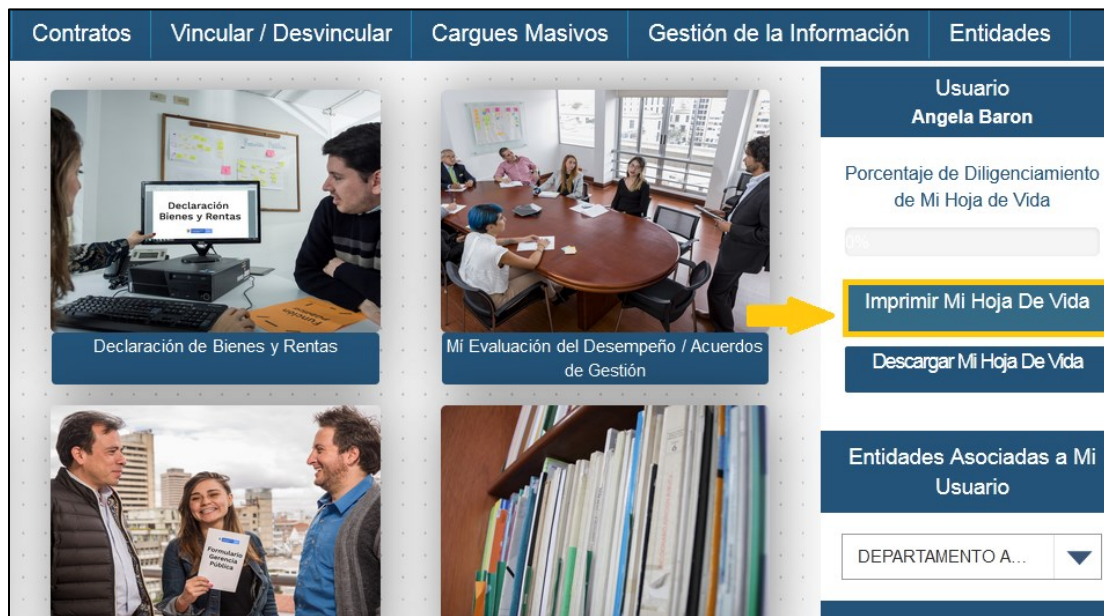 Contratos
Vincular / Desvincular
Cargues Masivos
Gestión de la Información
Entidades
Declaración
Bienes y Rentas
Función
Pública
Declaración de Bienes y Rentas
Mí Evaluación del Desempeño / Acuerdos
de Gestión
Formulario
Gerencia
Pública
Usuario
Angela Baron
Porcentaje de Diligenciamiento
de Mi Hoja de Vida
0%
Imprimir Mi Hoja De Vida
Descargar Mi Hoja De Vida
Entidades Asociadas a Mi
Usuario
DEPARTAMENTO A...